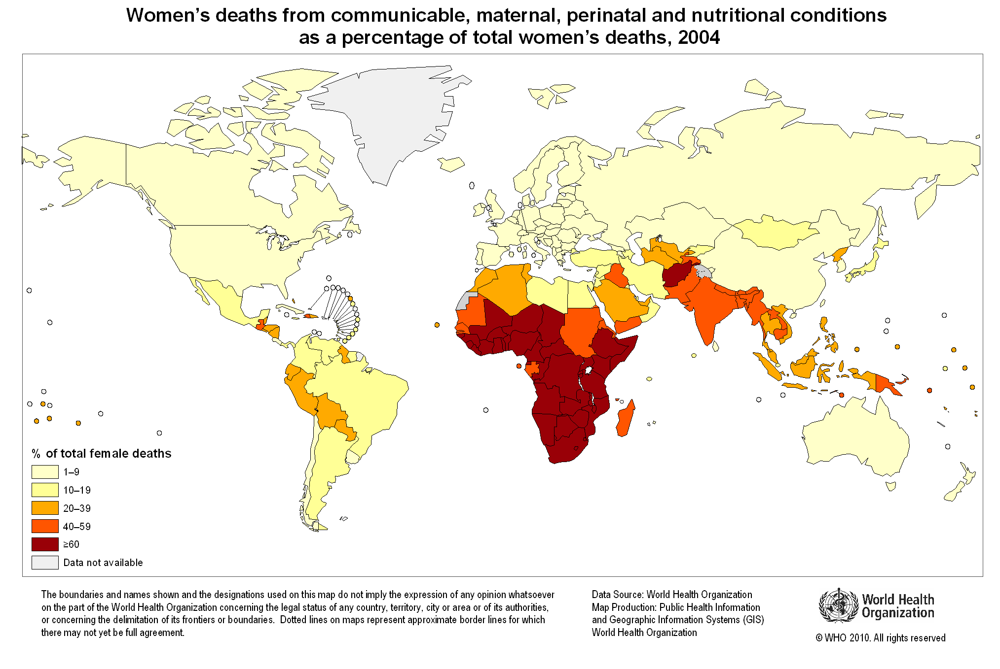 Women's deaths from communicable, maternal, perinatal and nutritional conditions
as a percentage of total women's deaths, 2004
% of total female deaths
1–9
10–19
20–39
40–59
≥60
Data not available
The boundaries and names shown and the designations used on this map do not imply the expression of any opinion whatsoever
on the part of the World Health Organization concerning the legal status of any country, territory, city or area or of its authorities,
or concerning the delimitation of its frontiers or boundaries.  Dotted lines on maps represent approximate border lines for which
there may not yet be full agreement.
Data Source: World Health Organization
Map Production: Public Health Information
and Geographic Information Systems (GIS)
World Health Organization
World Health
Organization
© WHO 2010. All rights reserved